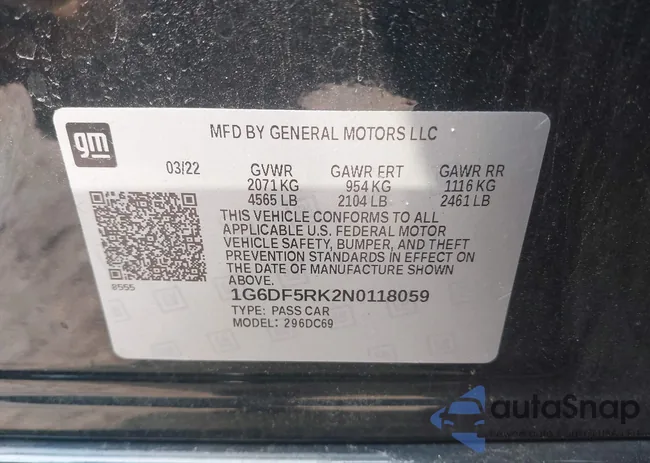 gm
MFD BY GENERAL MOTORS LLC
03/22 GVWR GAWR ERT GAWR RR
2071 KG 954 KG 1116 KG
4565 LB 2104 LB 2461 LB
THIS VEHICLE CONFORMS TO ALL
APPLICABLE U.S. FEDERAL MOTOR
VEHICLE SAFETY, BUMPER, AND THEFT
PREVENTION STANDARDS IN EFFECT ON
THE DATE OF MANUFACTURE SHOWN
ABOVE.
8555
1G6DF5RK2N0118059
TYPE: PASS CAR
MODEL: 296DC69
autaSnap